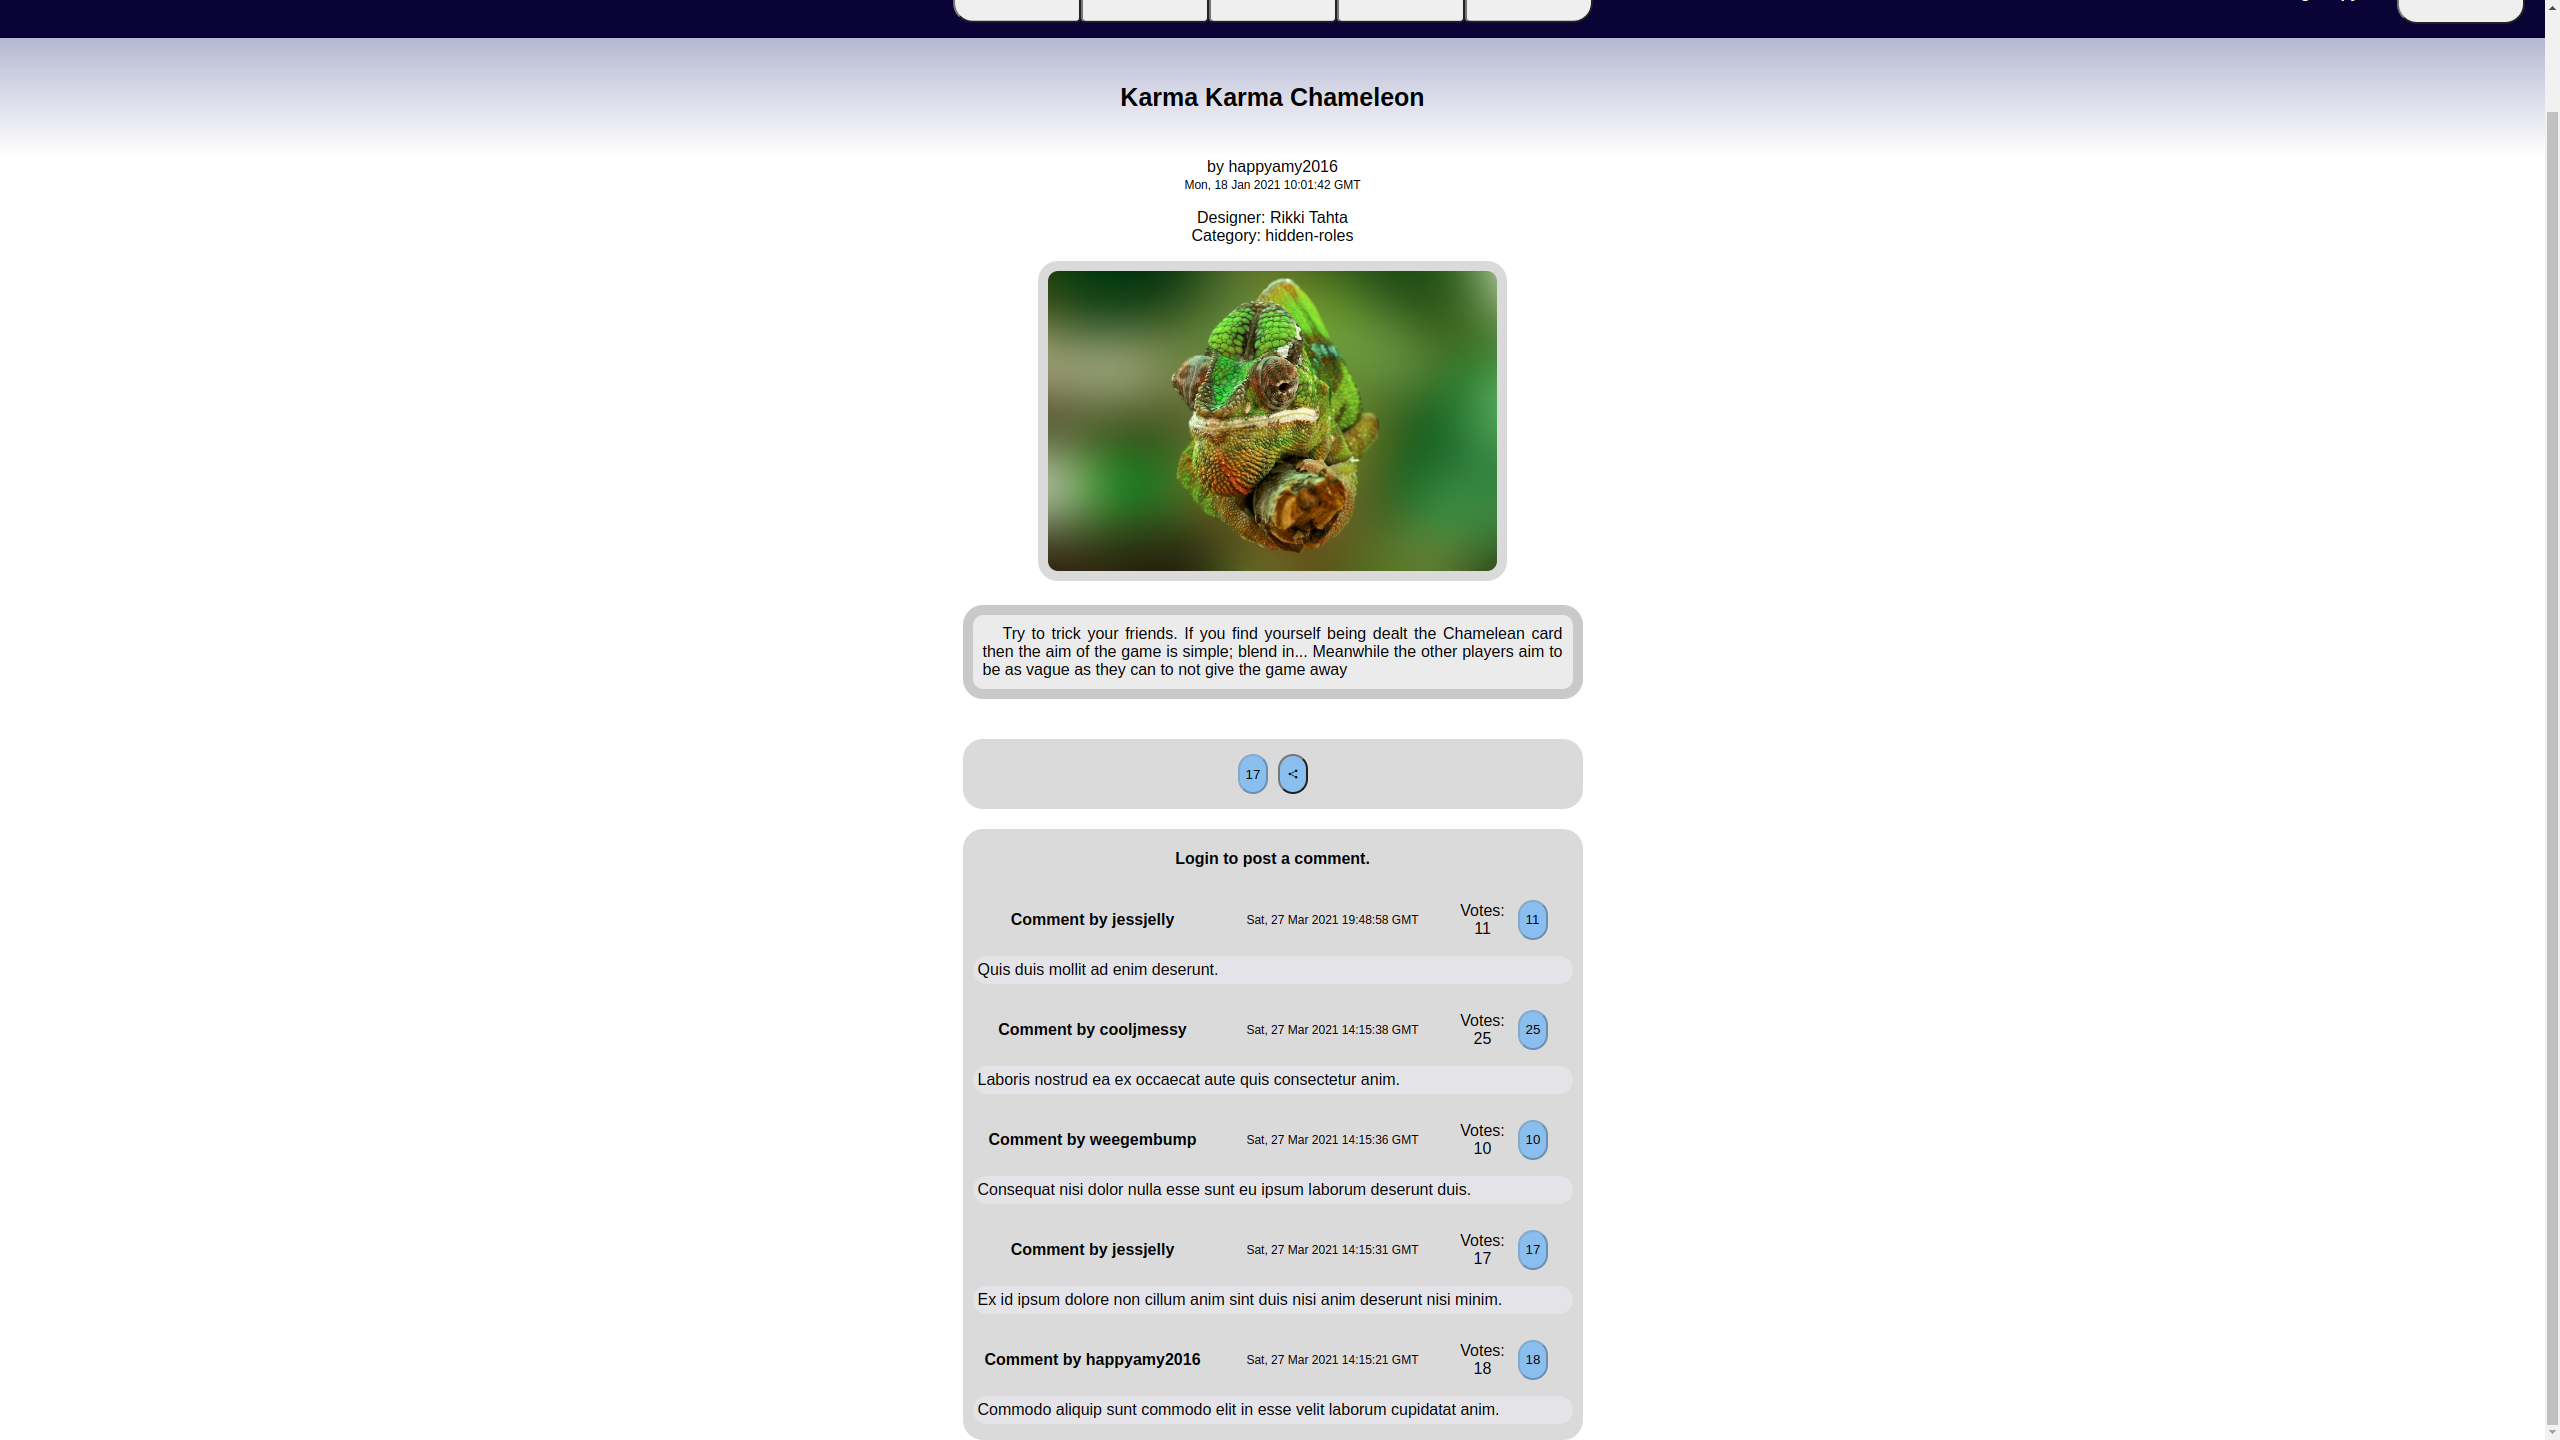 Karma Karma Chameleon
by happyamy2016
Mon, 18 Jan 2021 10:01:42 GMT
Designer: Rikki Tahta
Category: hidden-roles
Try to trick your friends. If you find yourself being dealt the Chamelean card
then the aim of the game is simple; blend in... Meanwhile the other players aim to
be as vague as they can to not give the game away
17
Login to post a comment.
Comment by jessjelly Sat, 27 Mar 2021 19:48:58 GMT Votes: 11 11
Quis duis mollit ad enim deserunt.
Comment by cooljmessy Sat, 27 Mar 2021 14:15:38 GMT Votes: 25 25
Laboris nostrud ea ex occaecat aute quis consectetur anim.
Comment by weegembump Sat, 27 Mar 2021 14:15:36 GMT Votes: 10 10
Consequat nisi dolor nulla esse sunt eu ipsum laborum deserunt duis.
Comment by jessjelly Sat, 27 Mar 2021 14:15:31 GMT Votes: 17 17
Ex id ipsum dolore non cillum anim sint duis nisi anim deserunt nisi minim.
Comment by happyamy2016 Sat, 27 Mar 2021 14:15:21 GMT Votes: 18 18
Commodo aliquip sunt commodo elit in esse velit laborum cupidatat anim.